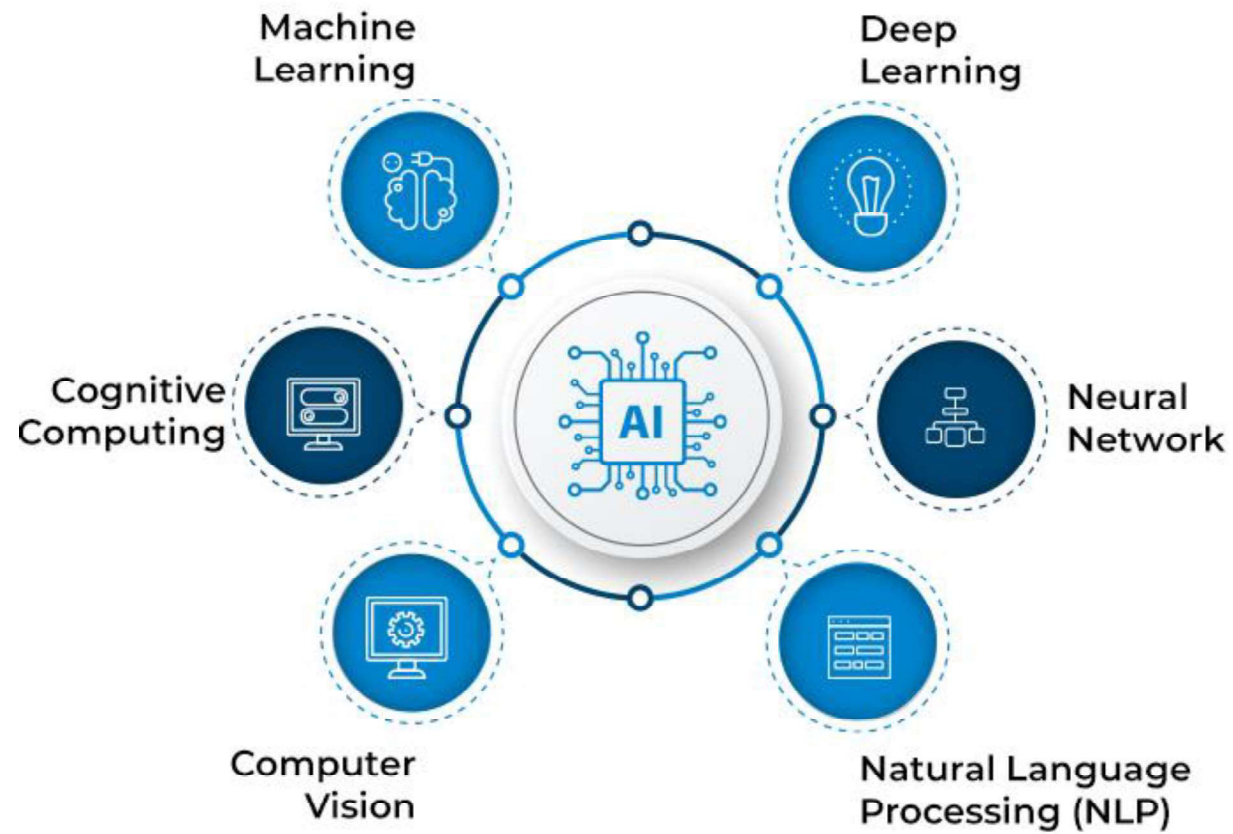 Machine
Learning
Deep
Learning
Cognitive
Computing
AI
Neural
Network
Computer
Vision
Natural Language
Processing (NLP)